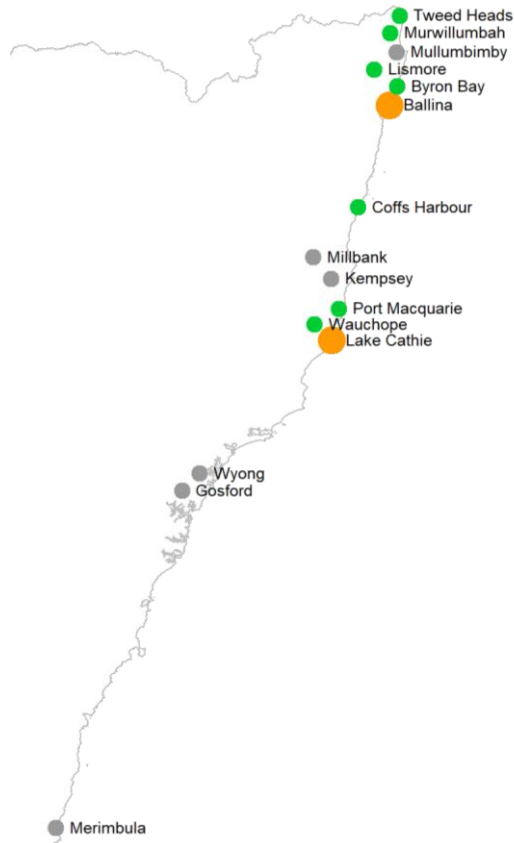 Tweed Heads
Murwillumbah
Mullumbimby
Lismore
Byron Bay
Ballina
Coffs Harbour
Millbank
Kempsey
Port Macquarie
Wauchope
Lake Cathie
Wyong
Gosford
Merimbula